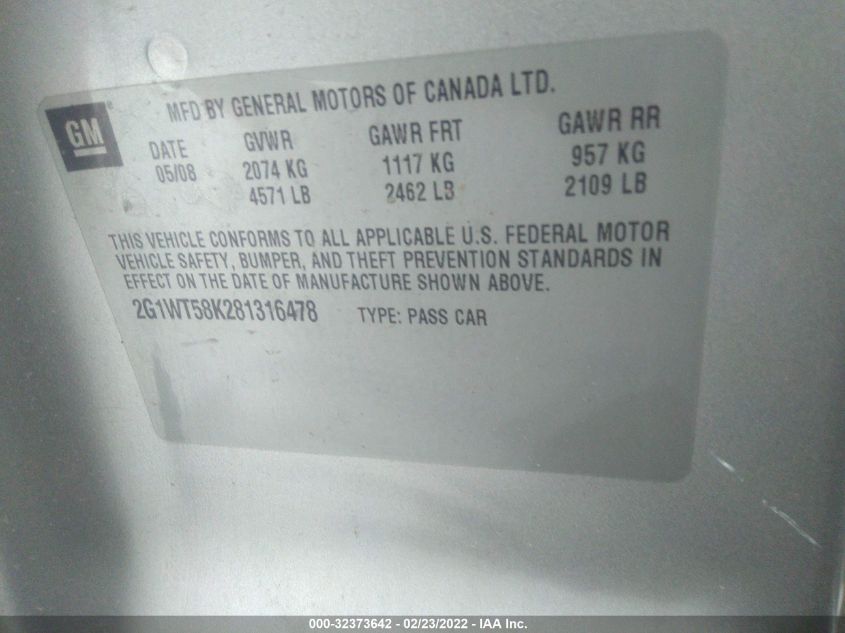 MFD BY GENERAL MOTORS OF CANADA LTD.
GM®
DATE GVWR GAWR FRT GAWR RR
05/08 2074 KG 1117 KG 957 KG
4571 LB 2462 LB 2109 LB
THIS VEHICLE CONFORMS TO ALL APPLICABLE U.S. FEDERAL MOTOR
VEHICLE SAFETY, BUMPER, AND THEFT PREVENTION STANDARDS IN
EFFECT ON THE DATE OF MANUFACTURE SHOWN ABOVE.
2G1WT58K281316478 TYPE: PASS CAR
000-32373642 - 02/23/2022 - IAA Inc.